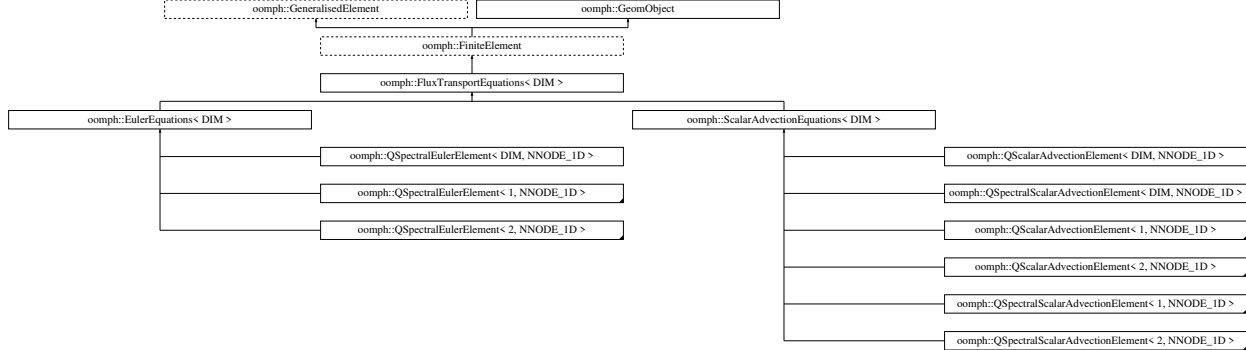 oomph::GeneralisedElement
oomph::GeomObject
oomph::FiniteElement
oomph::FluxTransportEquations< DIM >
oomph::EulerEquations< DIM >
oomph::ScalarAdvectionEquations< DIM >
oomph::QSpectralEulerElement< DIM, NNODE_1D >
oomph::QScalarAdvectionElement< DIM, NNODE_1D >
oomph::QSpectralEulerElement< 1, NNODE_1D >
oomph::QSpectralScalarAdvectionElement< DIM, NNODE_1D >
oomph::QSpectralEulerElement< 2, NNODE_1D >
oomph::QScalarAdvectionElement< 1, NNODE_1D >
oomph::QScalarAdvectionElement< 2, NNODE_1D >
oomph::QSpectralScalarAdvectionElement< 1, NNODE_1D >
oomph::QSpectralScalarAdvectionElement< 2, NNODE_1D >